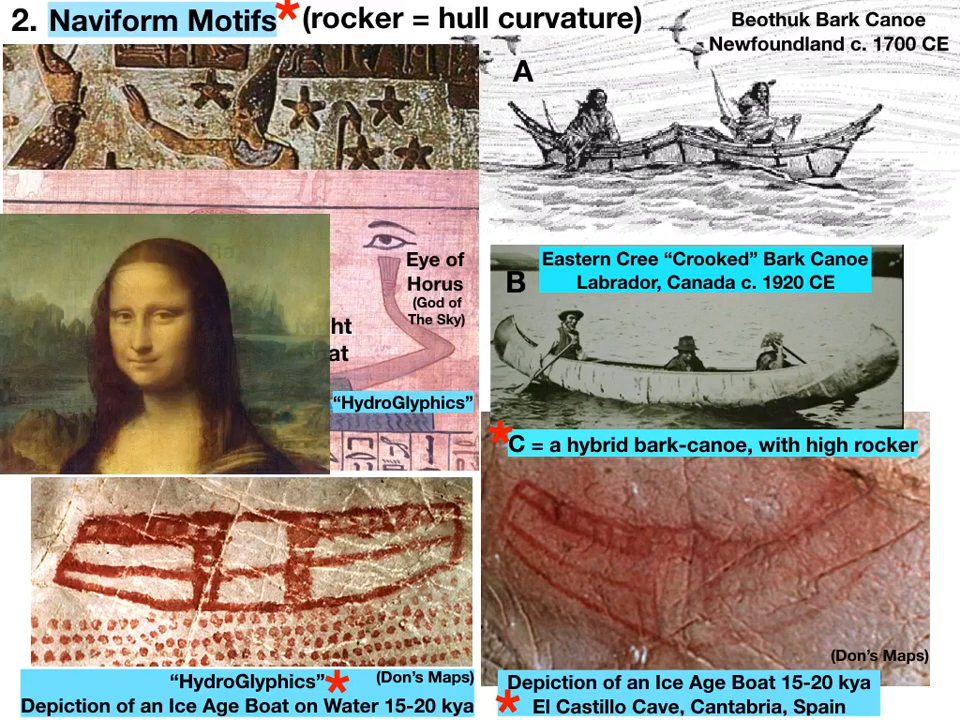 2. Naviform Motifs* (rocker = hull curvature)
Beothuk Bark Canoe
Newfoundland c. 1700 CE
A
Eye of
Horus
(God of
The Sky)
ht
at
“HydroGlyphics”
B
Eastern Cree “Crooked” Bark Canoe
Labrador, Canada c. 1920 CE
*C = a hybrid bark-canoe, with high rocker
“HydroGlyphics”* (Don’s Maps)
Depiction of an Ice Age Boat on Water 15-20 kya
(Don’s Maps)
Depiction of an Ice Age Boat 15-20 kya
* El Castillo Cave, Cantabria, Spain